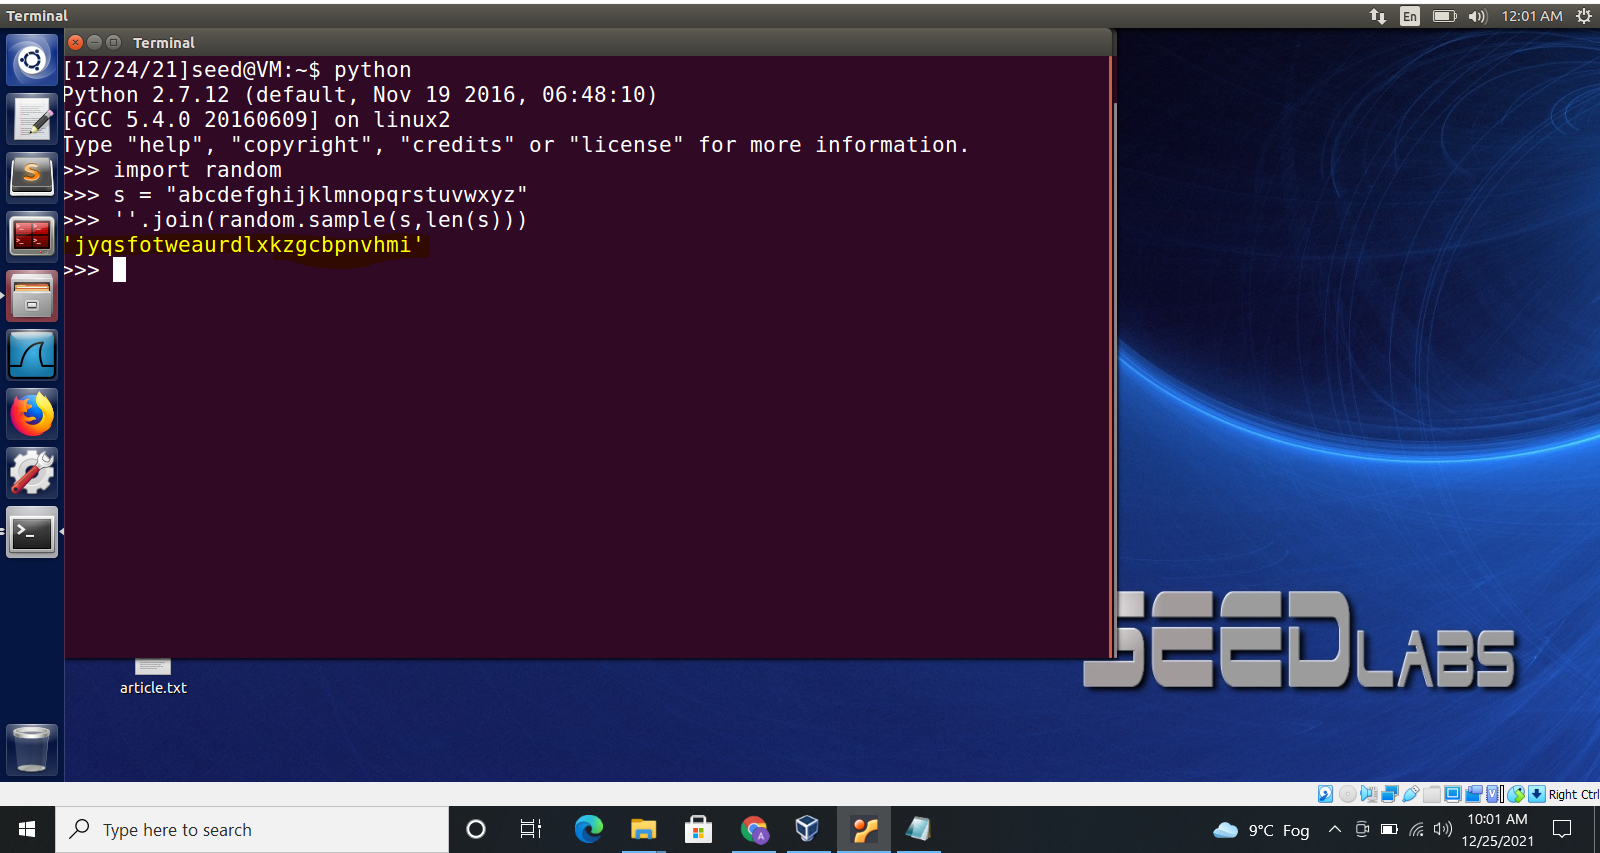 Terminal
En
12:01 AM
Terminal
[12/24/21]seed@VM:~$ python
Python 2.7.12 (default, Nov 19 2016, 06:48:10)
[GCC 5.4.0 20160609] on linux2
Type "help", "copyright", "credits" or "license" for more information.
>>> import random
>>> s = "abcdefghijklmnopqrstuvwxyz"
>>> ''.join(random.sample(s,len(s)))
'jyqsfotweaurdlxkzgcbpnvhmi'
>>>
SEEDLABS
article.txt
Right Ctrl
Type here to search
9°C Fog
10:01 AM
12/25/2021